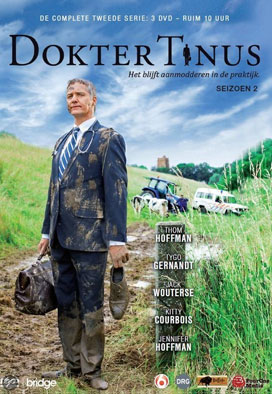 DE COMPLETE TWEEDE SERIE: 3 DVD - RUIM 10 UUR
DOKTER TINUS
Het blijft aanmodderen in de praktijk.
SEIZOEN 2
THOM
HOFFMAN
TYGO
GERNANDT
JACK
WOUTERSE
KITTY
COURBOIS
JENNIFER
HOFFMAN
bridge
DRG